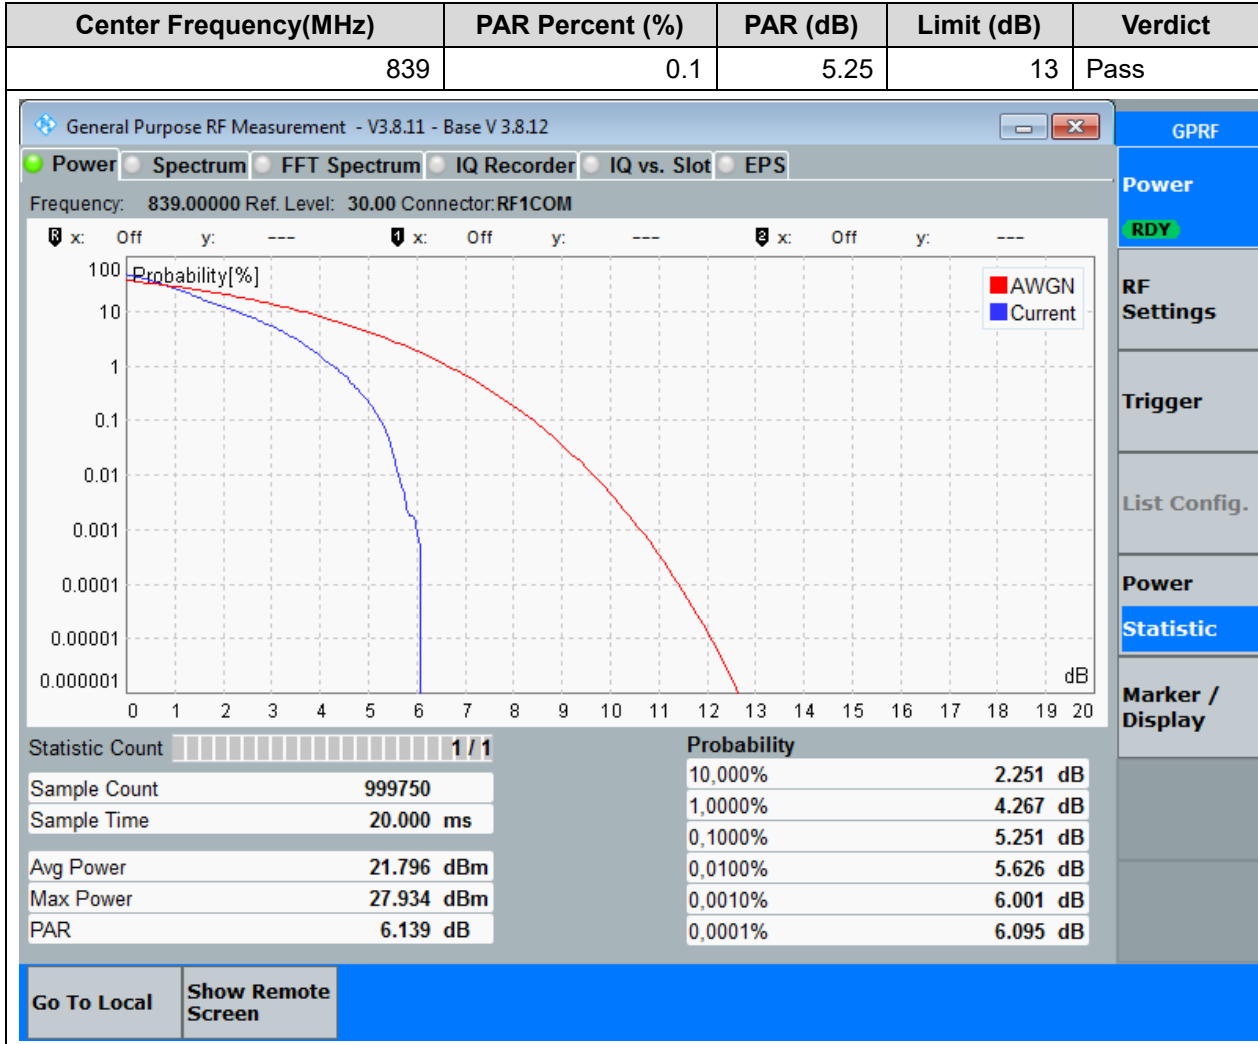 Center Frequency(MHz) PAR Percent (%) PAR (dB) Limit (dB) Verdict
839 0.1 5.25 13 Pass
General Purpose RF Measurement - V3.8.11 - Base V 3.8.12
GPRF
Power Spectrum FFT Spectrum IQ Recorder IQ vs. Slot EPS
Power
RDY
Frequency: 839.00000 Ref. Level: 30.00 Connector: RF1COM
R x: Off y: --- 1 x: Off y: --- 2 x: Off y: ---
Probability[%]
AWGN
Current
100
10
1
0.1
0.01
0.001
0.0001
0.00001
0.000001
dB
0 1 2 3 4 5 6 7 8 9 10 11 12 13 14 15 16 17 18 19 20
RF
Settings
Trigger
List Config.
Power
Statistic
Marker /
Display
Statistic Count 1 / 1
Sample Count 999750
Sample Time 20.000 ms
Avg Power 21.796 dBm
Max Power 27.934 dBm
PAR 6.139 dB
Probability
10,000% 2.251 dB
1,0000% 4.267 dB
0,1000% 5.251 dB
0,0100% 5.626 dB
0,0010% 6.001 dB
0,0001% 6.095 dB
Go To Local
Show Remote
Screen